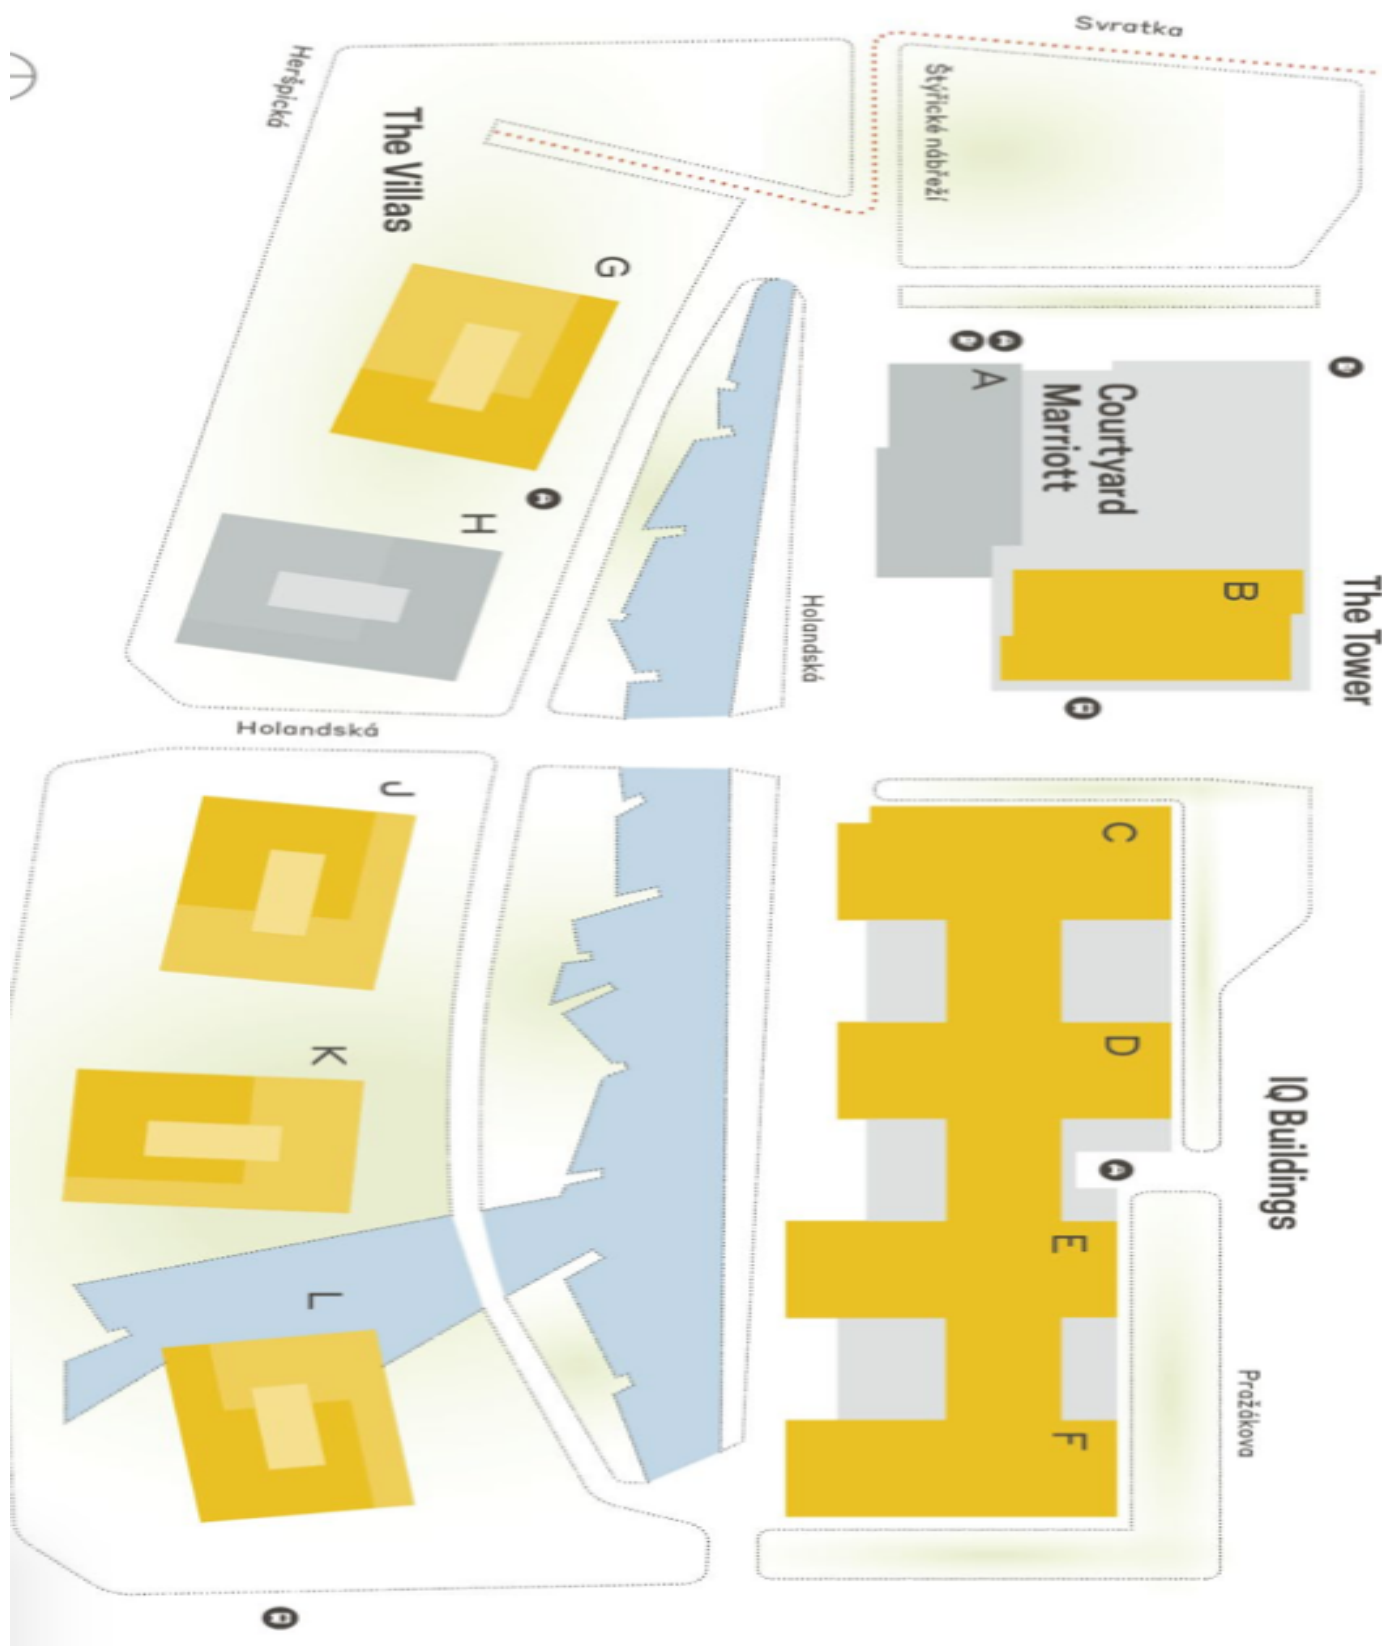 The Tower
IQ Buildings
Pražákova
Svratka
B
C
D
E
F
Courtyard
Marriott
A
Štýřické nábřeží
Holandská
G
H
J
K
L
The Villas
Holandská
Heršpická